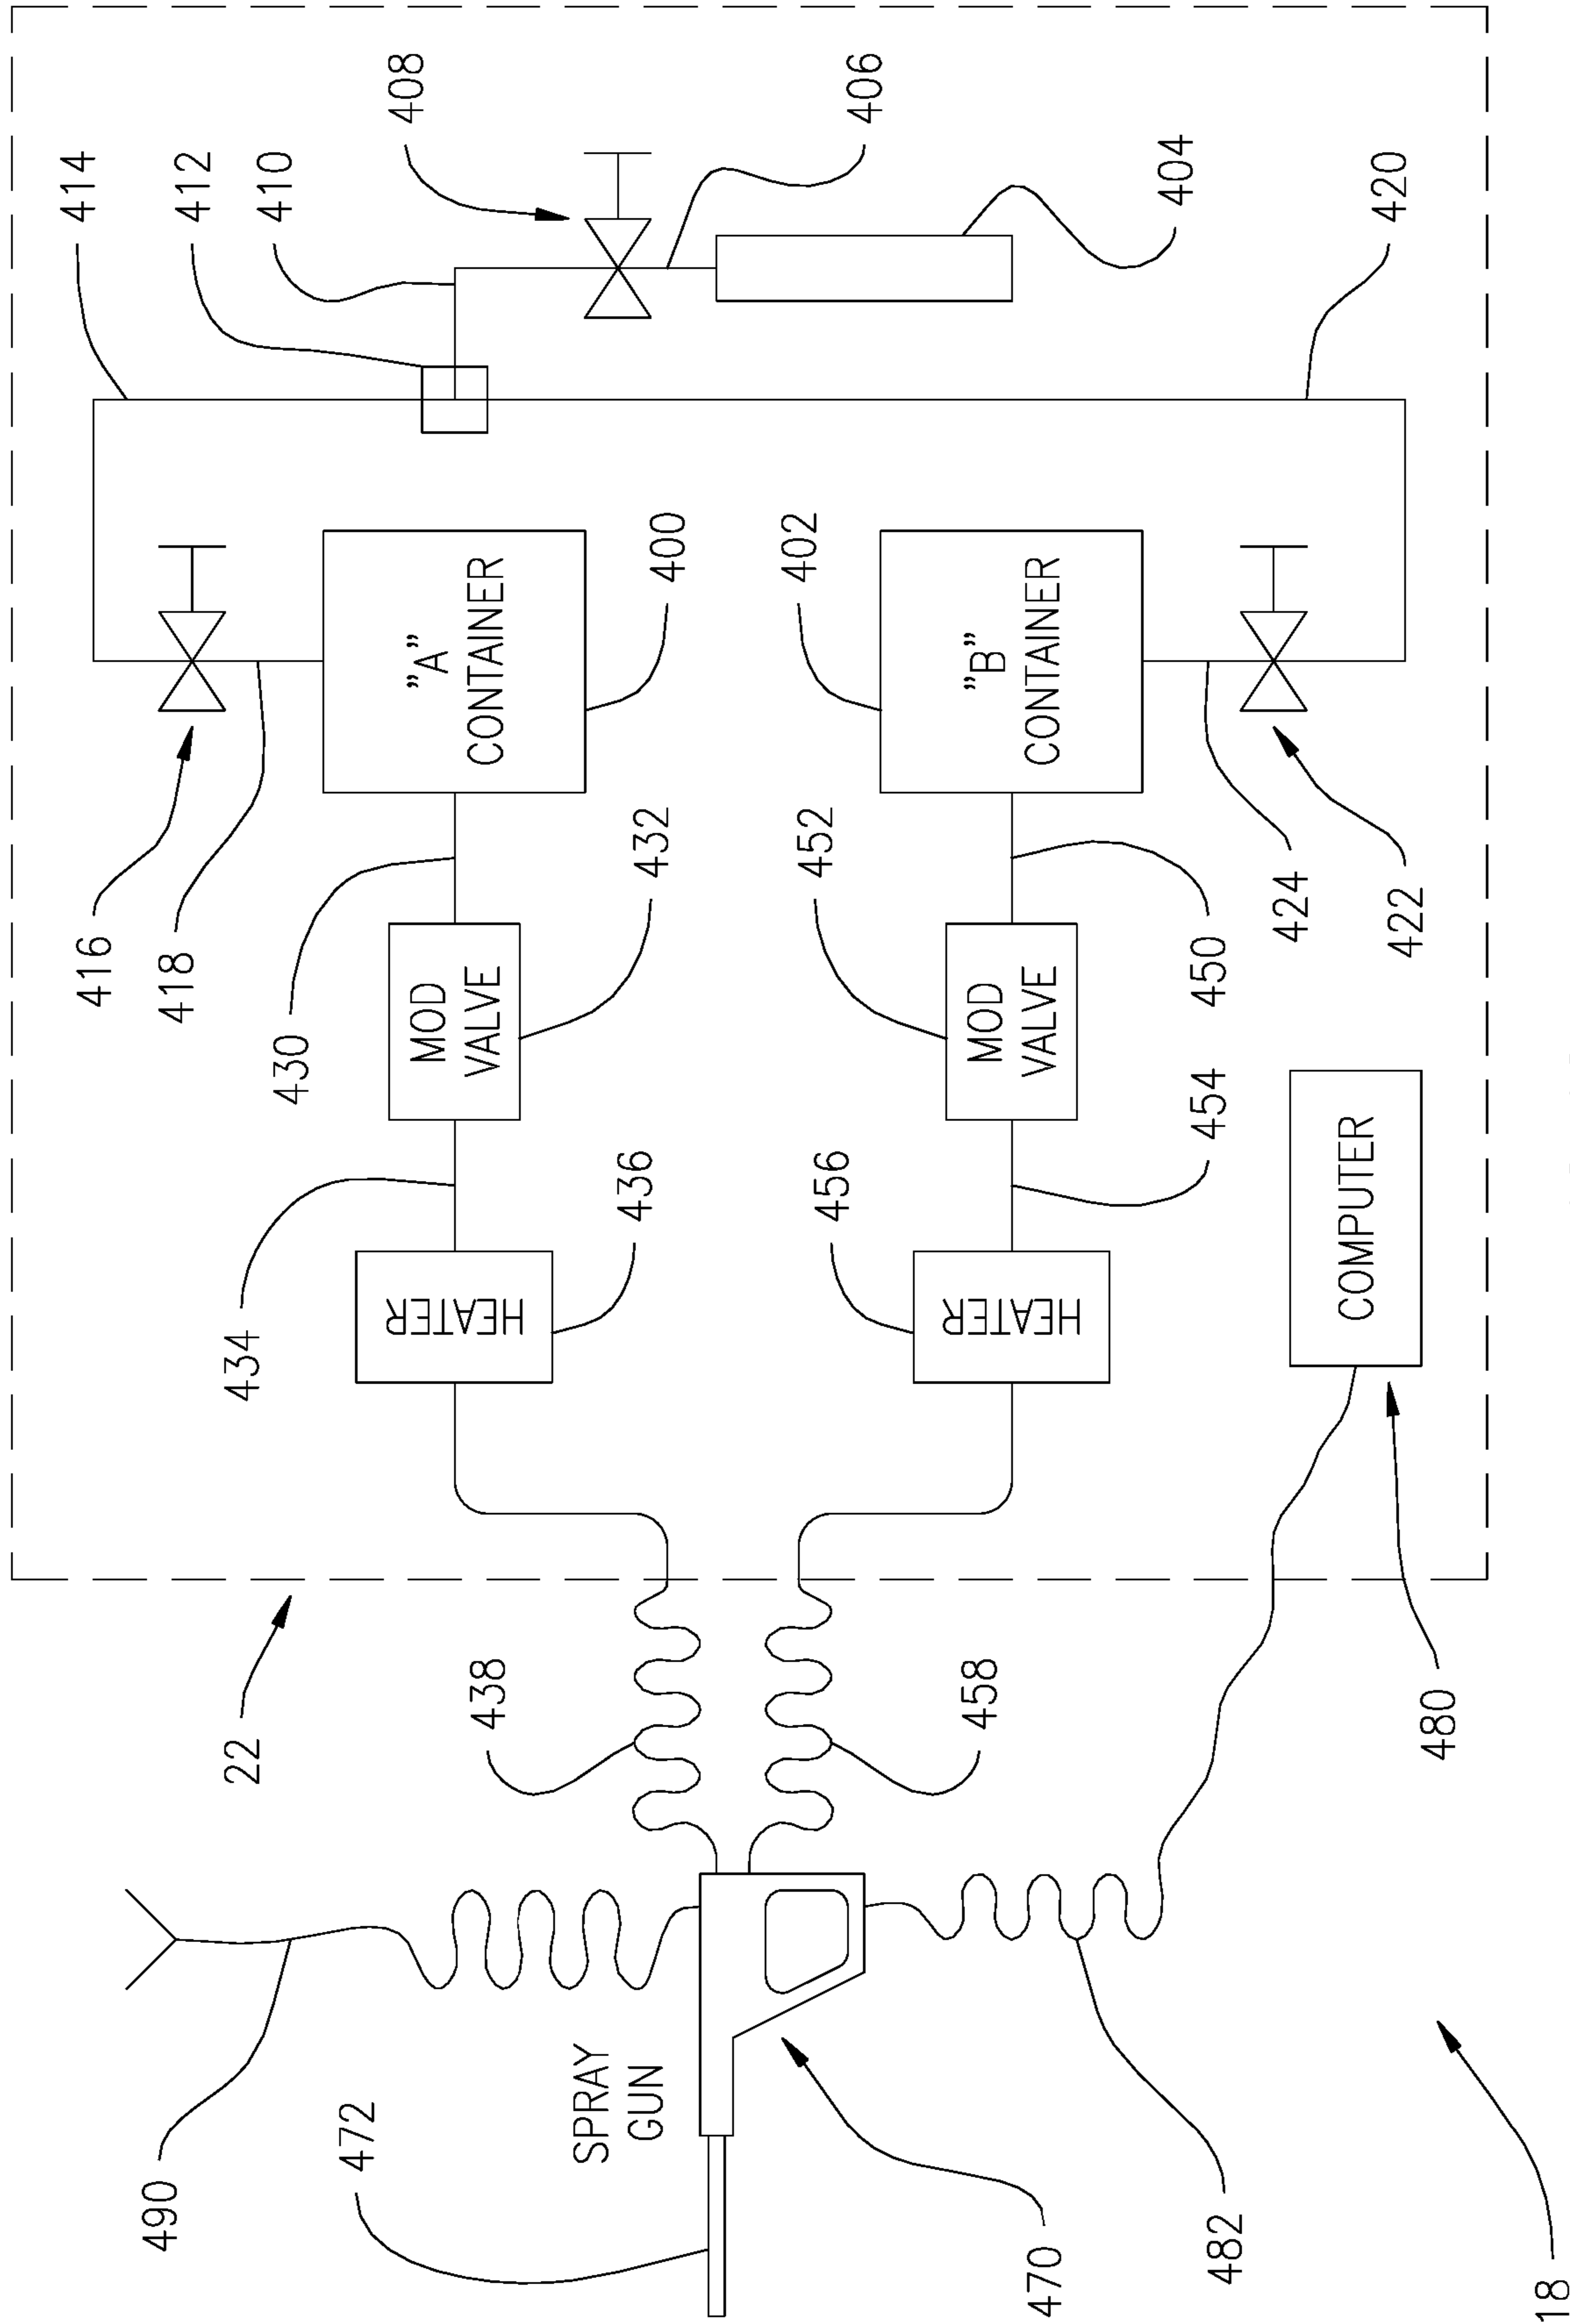 414
416
490
418
412
22
434
410
430
472
408
"A"
CONTAINER
MOD
VALVE
HEATER
438
SPRAY
GUN
436
432
400
402
452
456
406
458
"B"
CONTAINER
MOD
VALVE
HEATER
470
404
450
454
482
424
COMPUTER
420
422
480
18